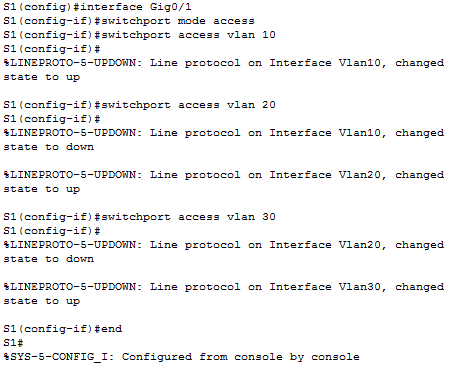 S1(config)#interface Gig0/1
S1(config-if)#switchport mode access
S1(config-if)#switchport access vlan 10
S1(config-if)#
%LINEPROTO-5-UPDOWN: Line protocol on Interface Vlan10, changed
state to up
S1(config-if)#switchport access vlan 20
S1(config-if)#
%LINEPROTO-5-UPDOWN: Line protocol on Interface Vlan10, changed
state to down
%LINEPROTO-5-UPDOWN: Line protocol on Interface Vlan20, changed
state to up
S1(config-if)#switchport access vlan 30
S1(config-if)#
%LINEPROTO-5-UPDOWN: Line protocol on Interface Vlan20, changed
state to down
%LINEPROTO-5-UPDOWN: Line protocol on Interface Vlan30, changed
state to up
S1(config-if)#end
S1#
%SYS-5-CONFIG_I: Configured from console by console